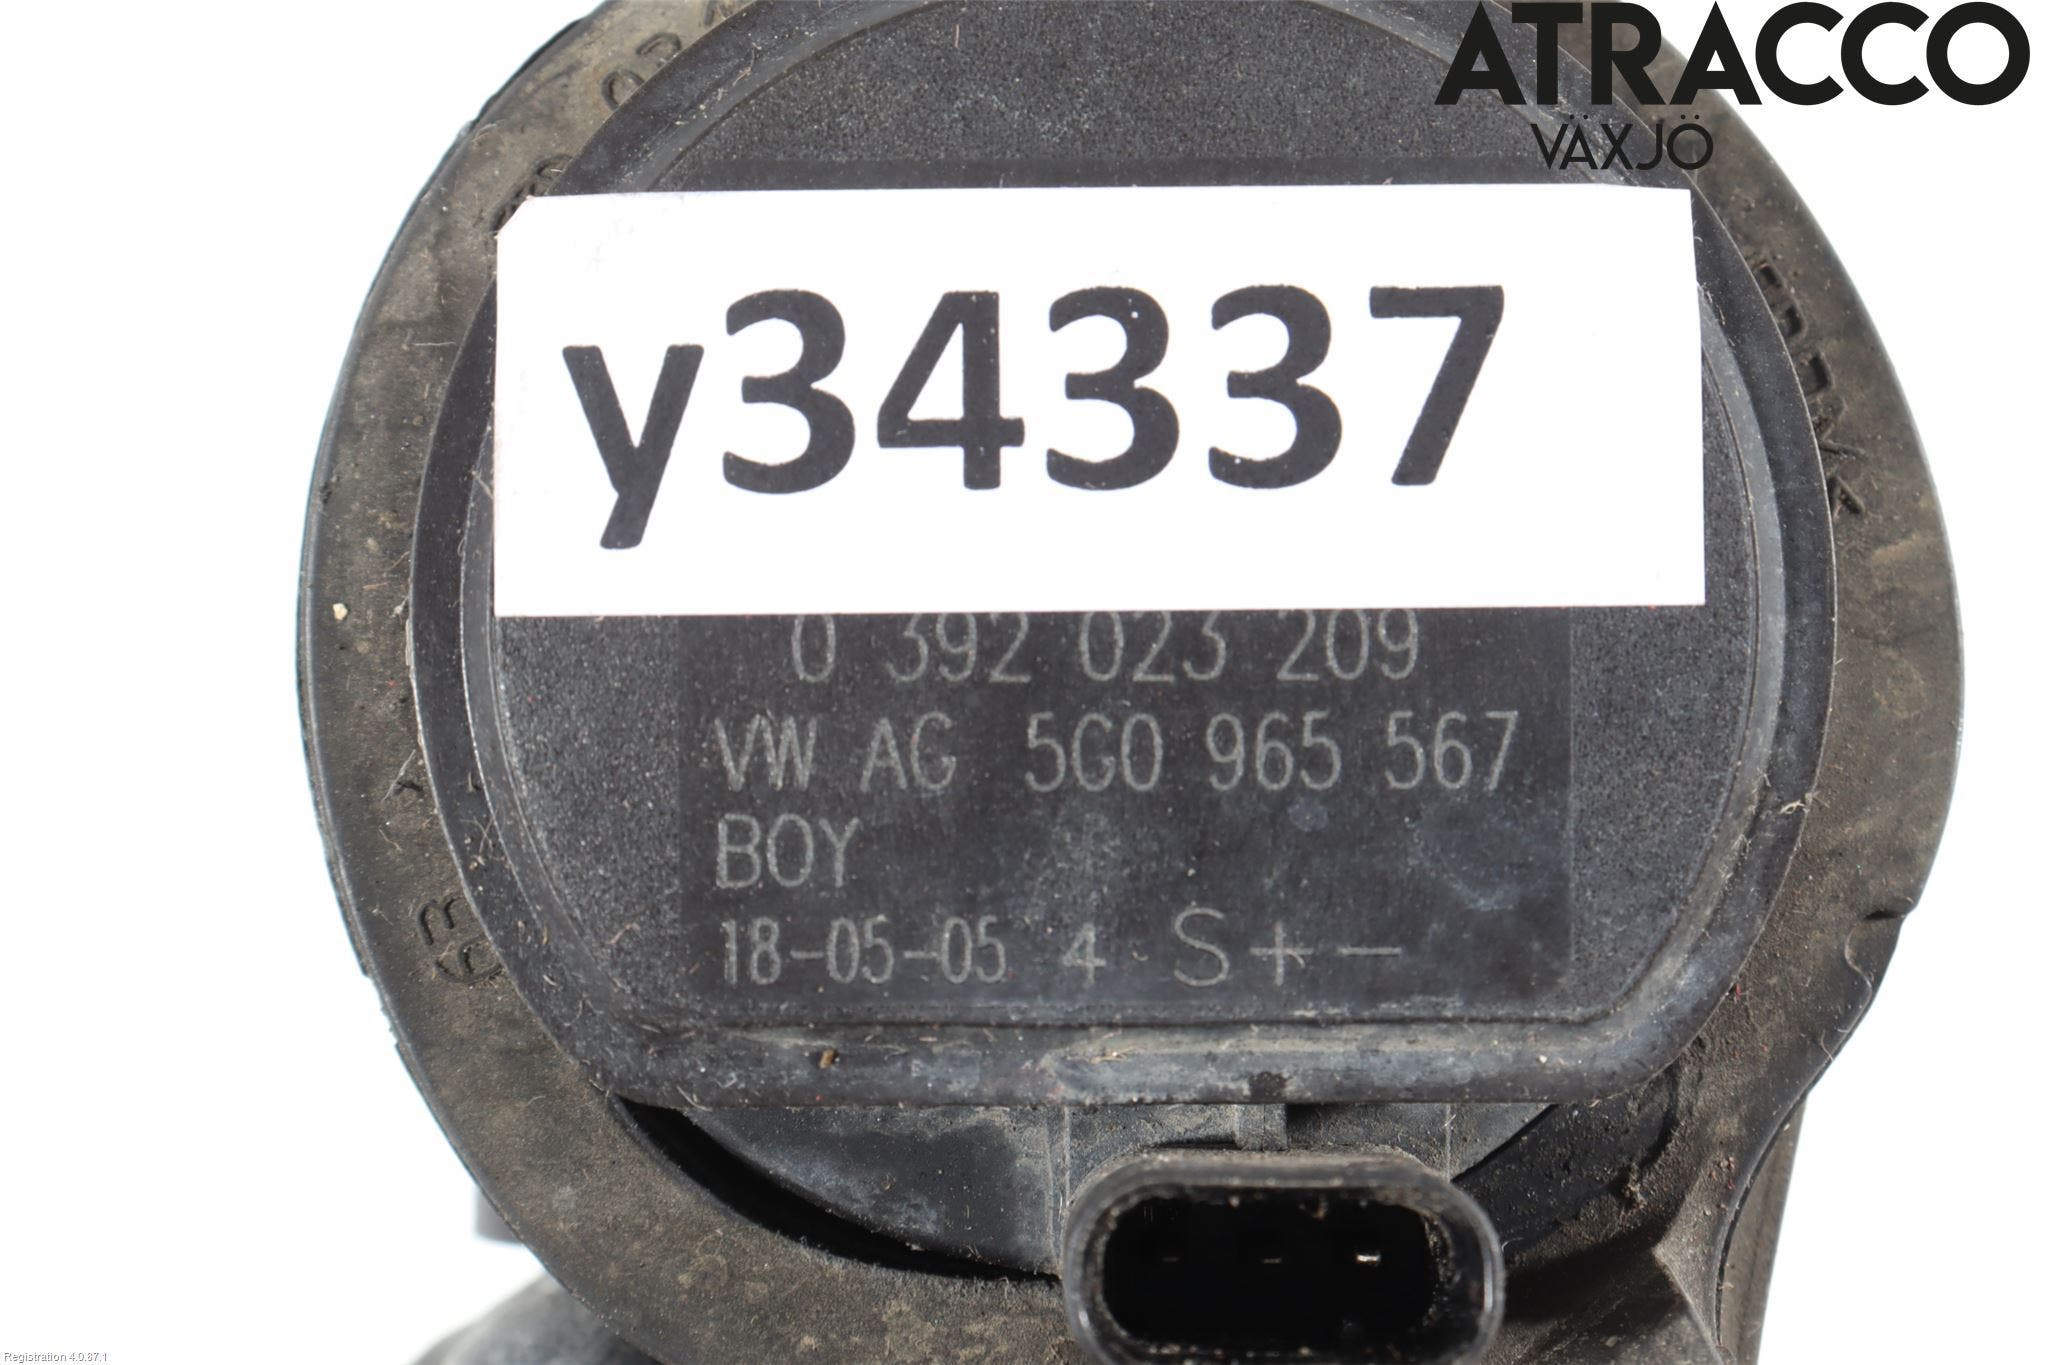 ATRACCO
VÄXJÖ
y34337
0 392 023 209
VW AG 5G0 965 567
BOY
18-05-05 4 S + -
Registration 4.0.87.1